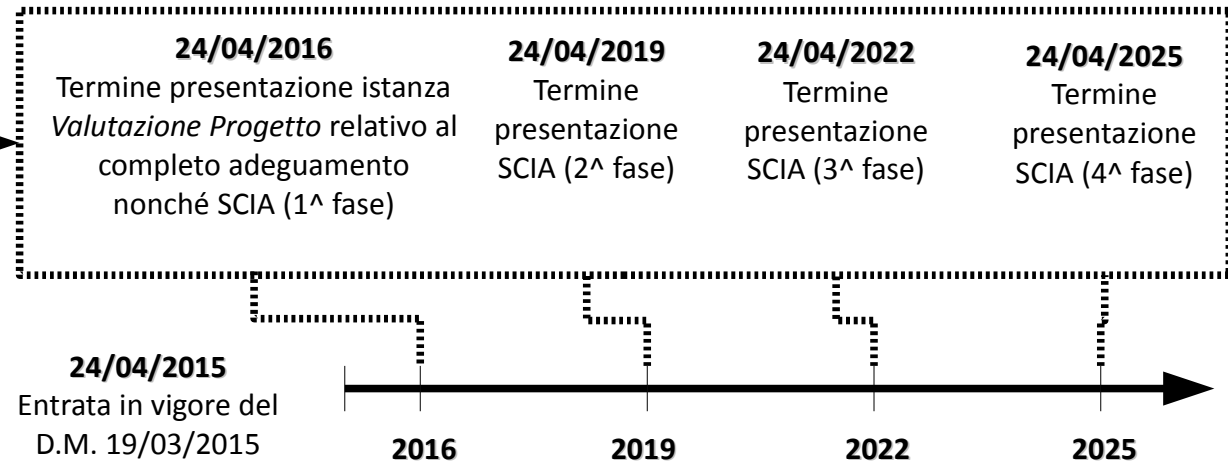 24/04/2016
Termine presentazione istanza
Valutazione Progetto relativo al
completo adeguamento
nonché SCIA (1^ fase)
24/04/2019
Termine
presentazione
SCIA (2^ fase)
24/04/2022
Termine
presentazione
SCIA (3^ fase)
24/04/2025
Termine
presentazione
SCIA (4^ fase)
24/04/2015
Entrata in vigore del
D.M. 19/03/2015
2016
2019
2022
2025